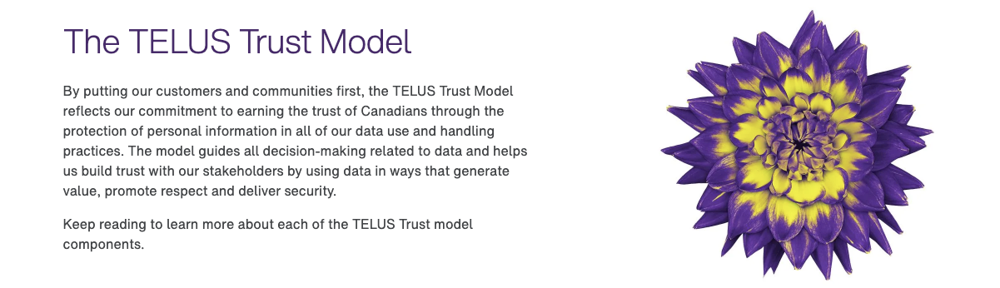 The TELUS Trust Model
By putting our customers and communities first, the TELUS Trust Model
reflects our commitment to earning the trust of Canadians through the
protection of personal information in all of our data use and handling
practices. The model guides all decision-making related to data and helps
us build trust with our stakeholders by using data in ways that generate
value, promote respect and deliver security.
Keep reading to learn more about each of the TELUS Trust model
components.